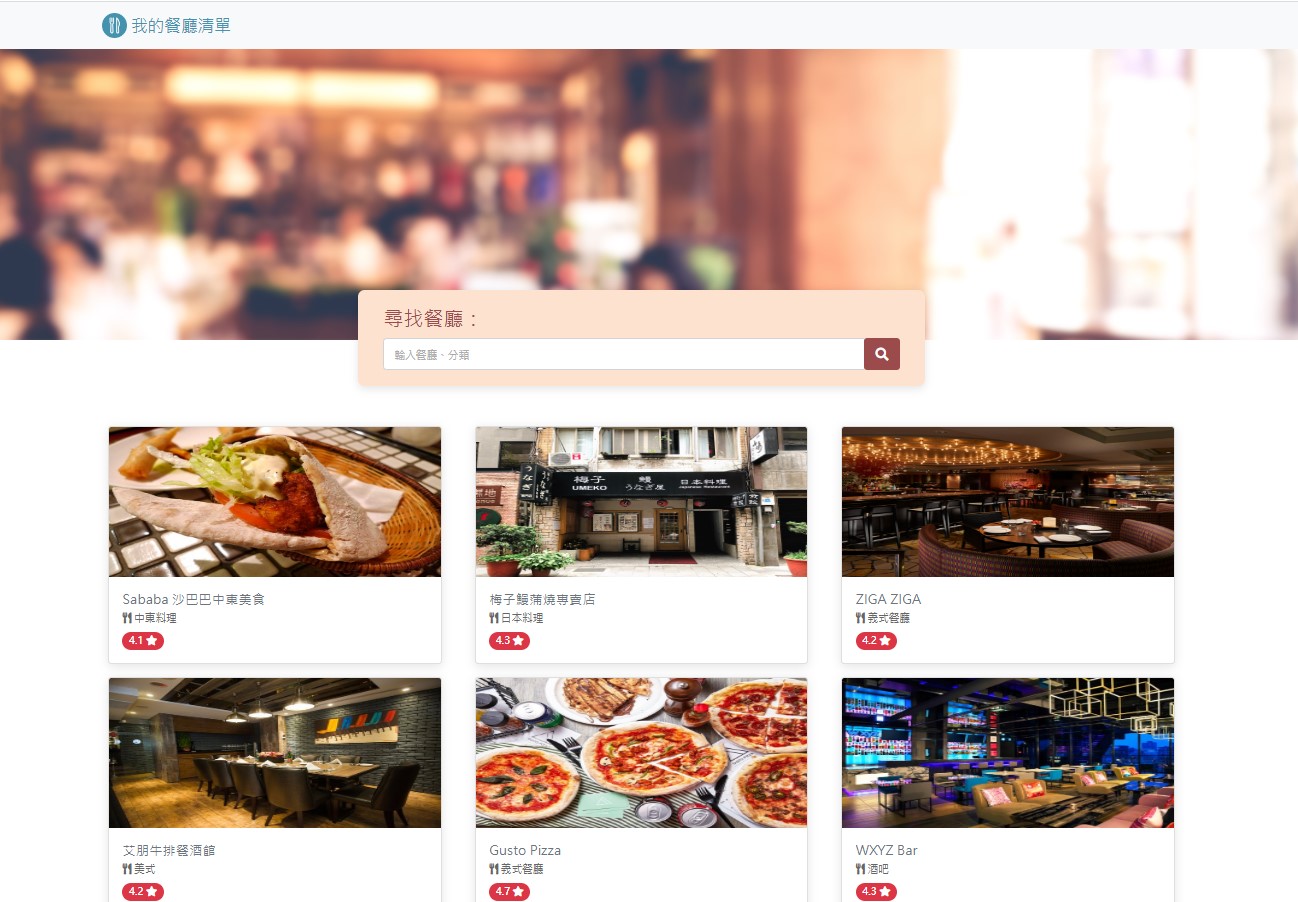 我的餐廳清單
尋找餐廳：
輸入餐廳、分類
梅子 鰻 日本料理
UMEKO うなぎ屋 Japanese Restaurant
うなぎ
Sababa 沙巴巴中東美食
中東料理
4.1
梅子鰻蒲燒專賣店
日本料理
4.3
ZIGA ZIGA
義式餐廳
4.2
艾朋牛排餐酒館
美式
4.2
Gusto Pizza
義式餐廳
4.7
WXYZ Bar
酒吧
4.3